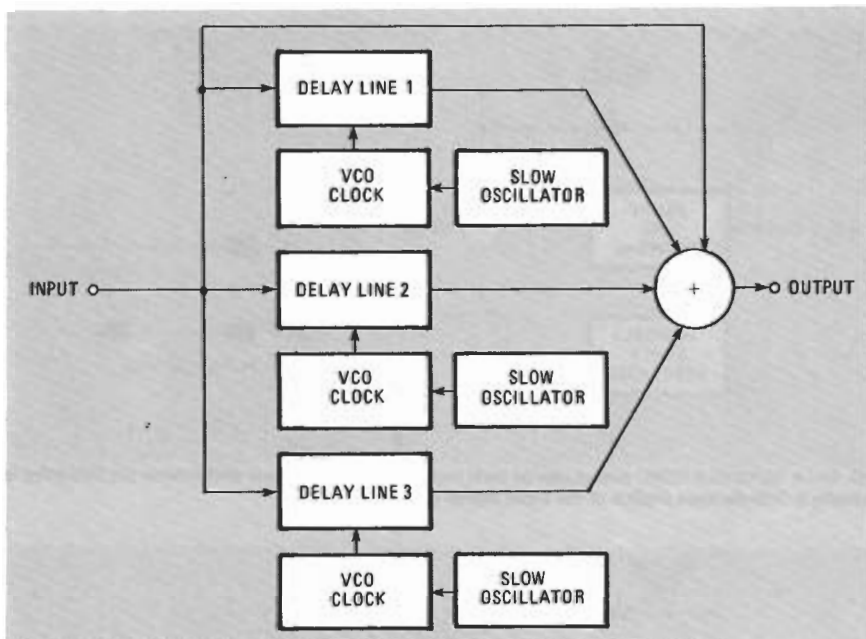 DELAY LINE 1
VCO
CLOCK
SLOW
OSCILLATOR
INPUT
DELAY LINE 2
+
OUTPUT
VCO
CLOCK
SLOW
OSCILLATOR
DELAY LINE 3
VCO
CLOCK
SLOW
OSCILLATOR